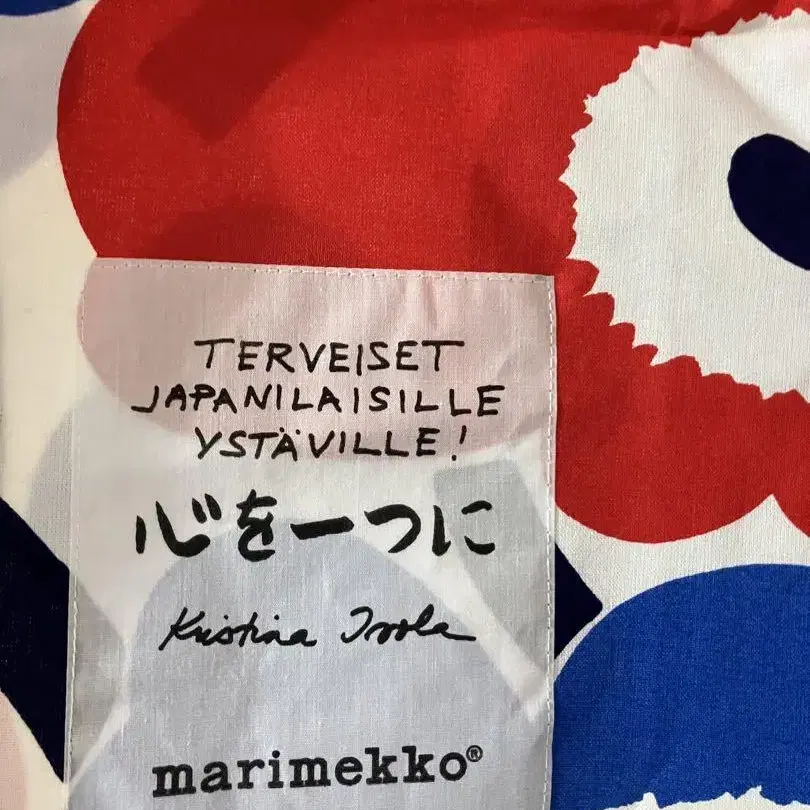 TERVEISET
JAPANILAISILLE
YSTÄVILLE!
心を一つに
Kristina Isola
marimekko®